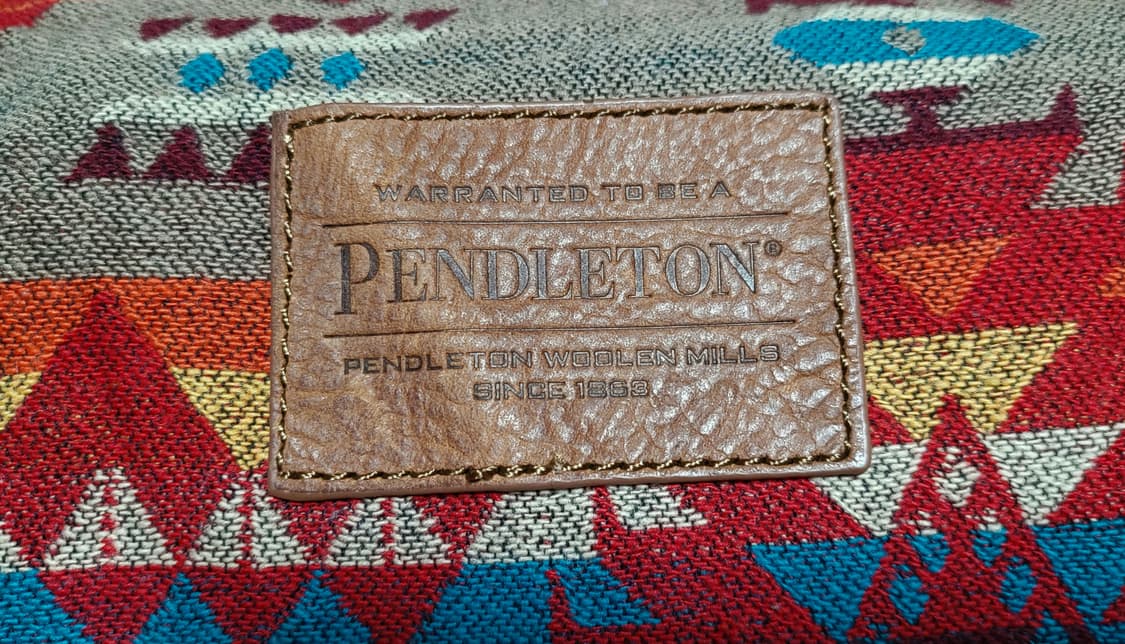 WARRANTED TO BE A
PENDLETON®
PENDLETON WOOLEN MILLS
SINCE 1863